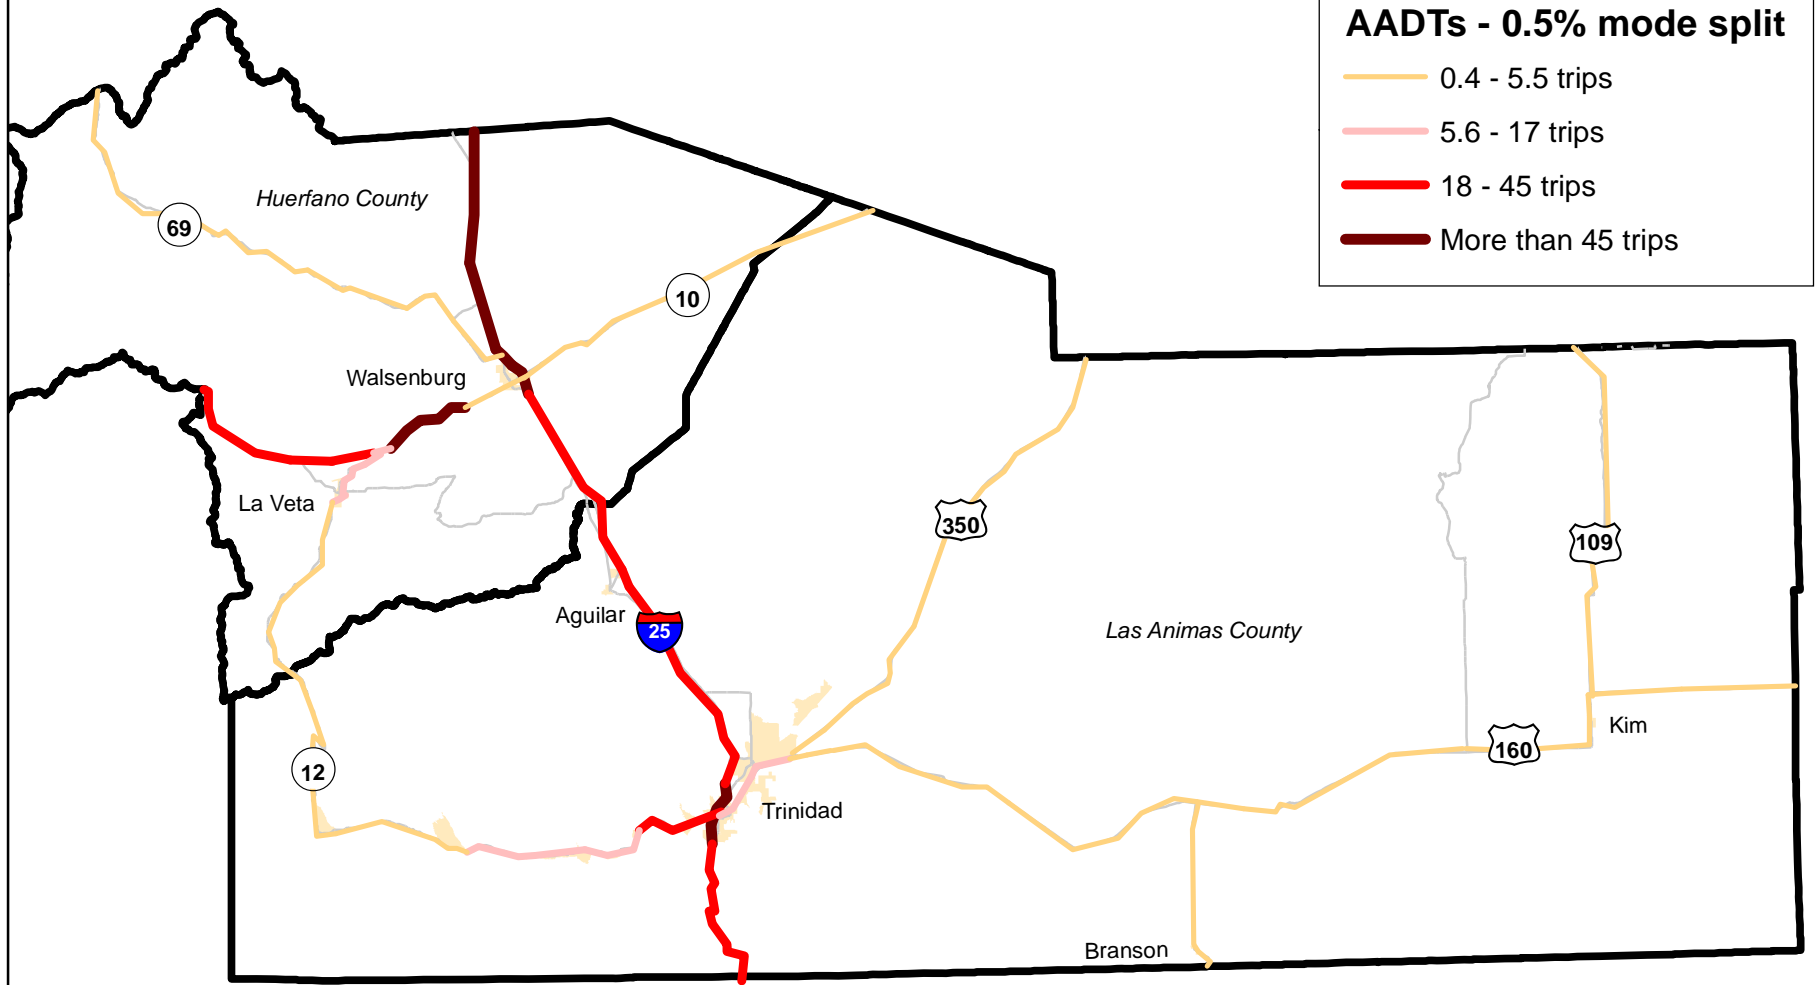 AADTs - 0.5% mode split
0.4 - 5.5 trips
5.6 - 17 trips
18 - 45 trips
More than 45 trips
Huerfano County
69
10
Walsenburg
La Veta
350
109
Aguilar
25
Las Animas County
Kim
160
12
Trinidad
Branson